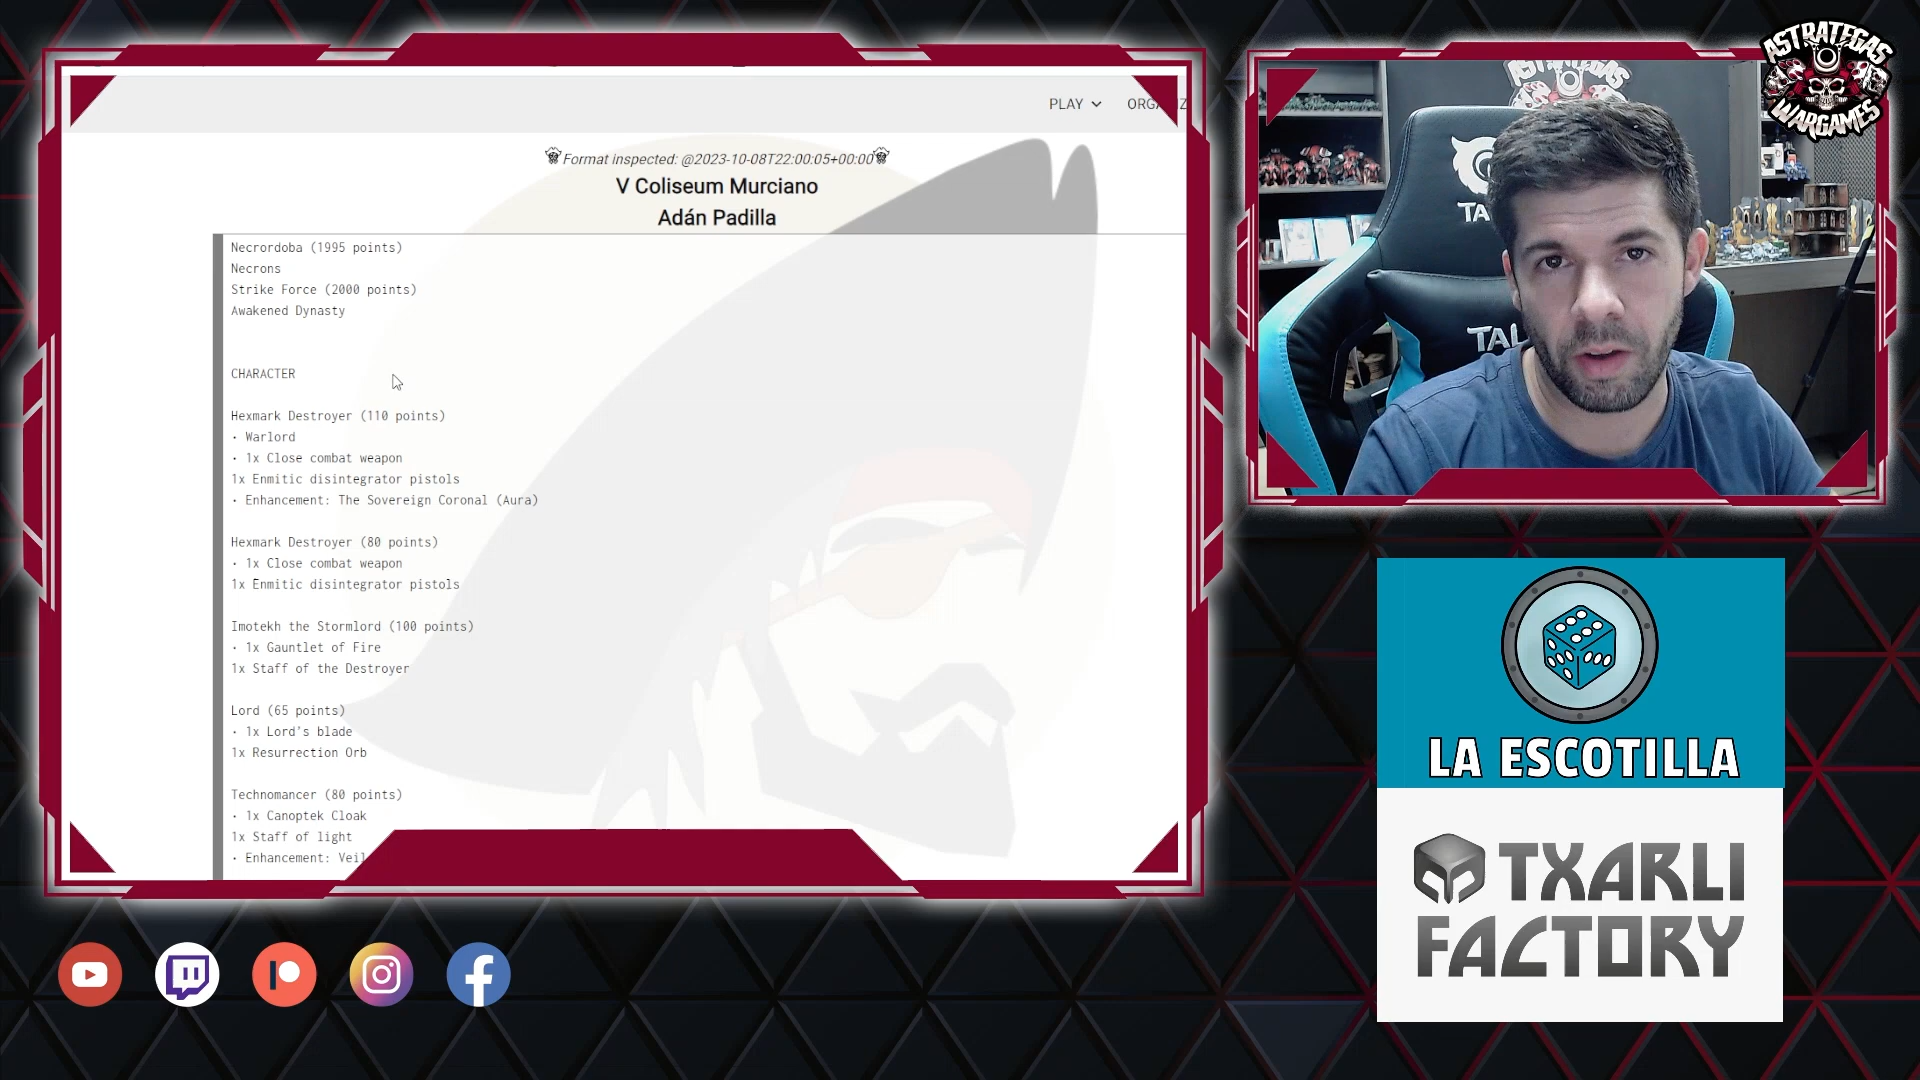 PLAY
Format inspected: @2023-10-08T22:00:05+00:00
V Coliseum Murciano
Adán Padilla
Necrordoba (1995 points)
Necrons
Strike Force (2000 points)
Awakened Dynasty
CHARACTER
Hexmark Destroyer (110 points)
• Warlord
• 1x Close combat weapon
1x Enmitic disintegrator pistols
• Enhancement: The Sovereign Coronal (Aura)
Hexmark Destroyer (80 points)
• 1x Close combat weapon
1x Enmitic disintegrator pistols
Imotekh the Stormlord (100 points)
• 1x Gauntlet of Fire
1x Staff of the Destroyer
Lord (65 points)
• 1x Lord's blade
1x Resurrection Orb
Technomancer (80 points)
• 1x Canoptek Cloak
1x Staff of light
• Enhancement: Veil
ASTRATEGAS
WARGAMES
LA ESCOTILLA
TXARLI
FACTORY